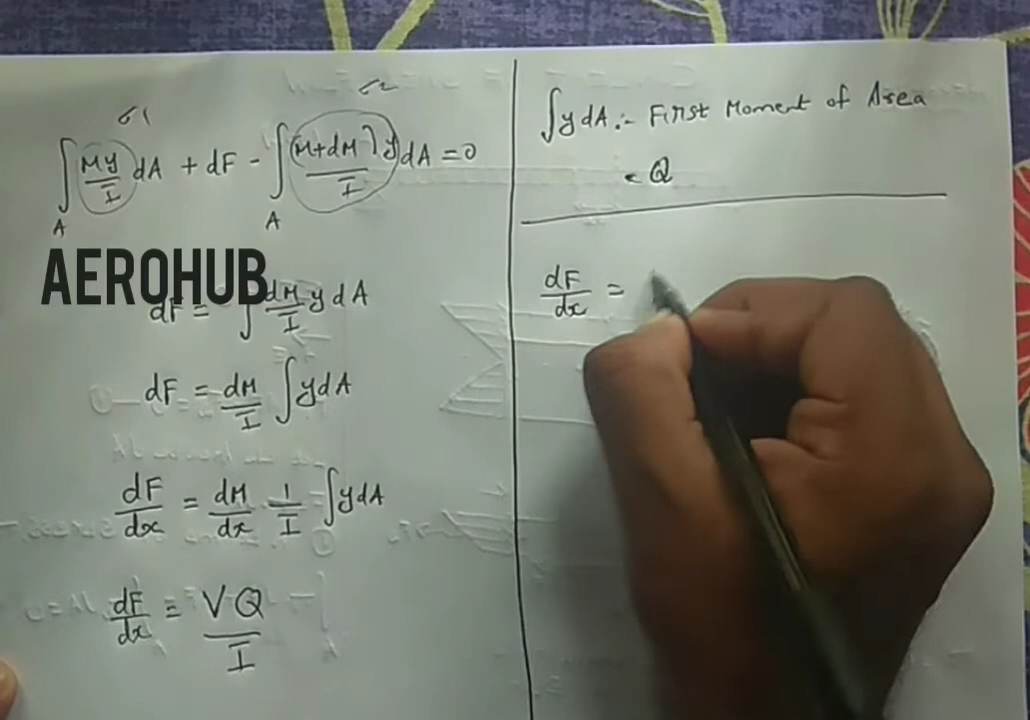 σ1 σ2
∫A My/I dA + dF - ∫A (M+dM)y/I dA = 0
AEROHUB
dF = ∫ dM/I y dA
dF = dM/I ∫ y dA
dF/dx = dM/dx 1/I ∫ y dA
dF/dx = VQ/I
∫ y dA :- First Moment of Area
= Q
dF/dx =